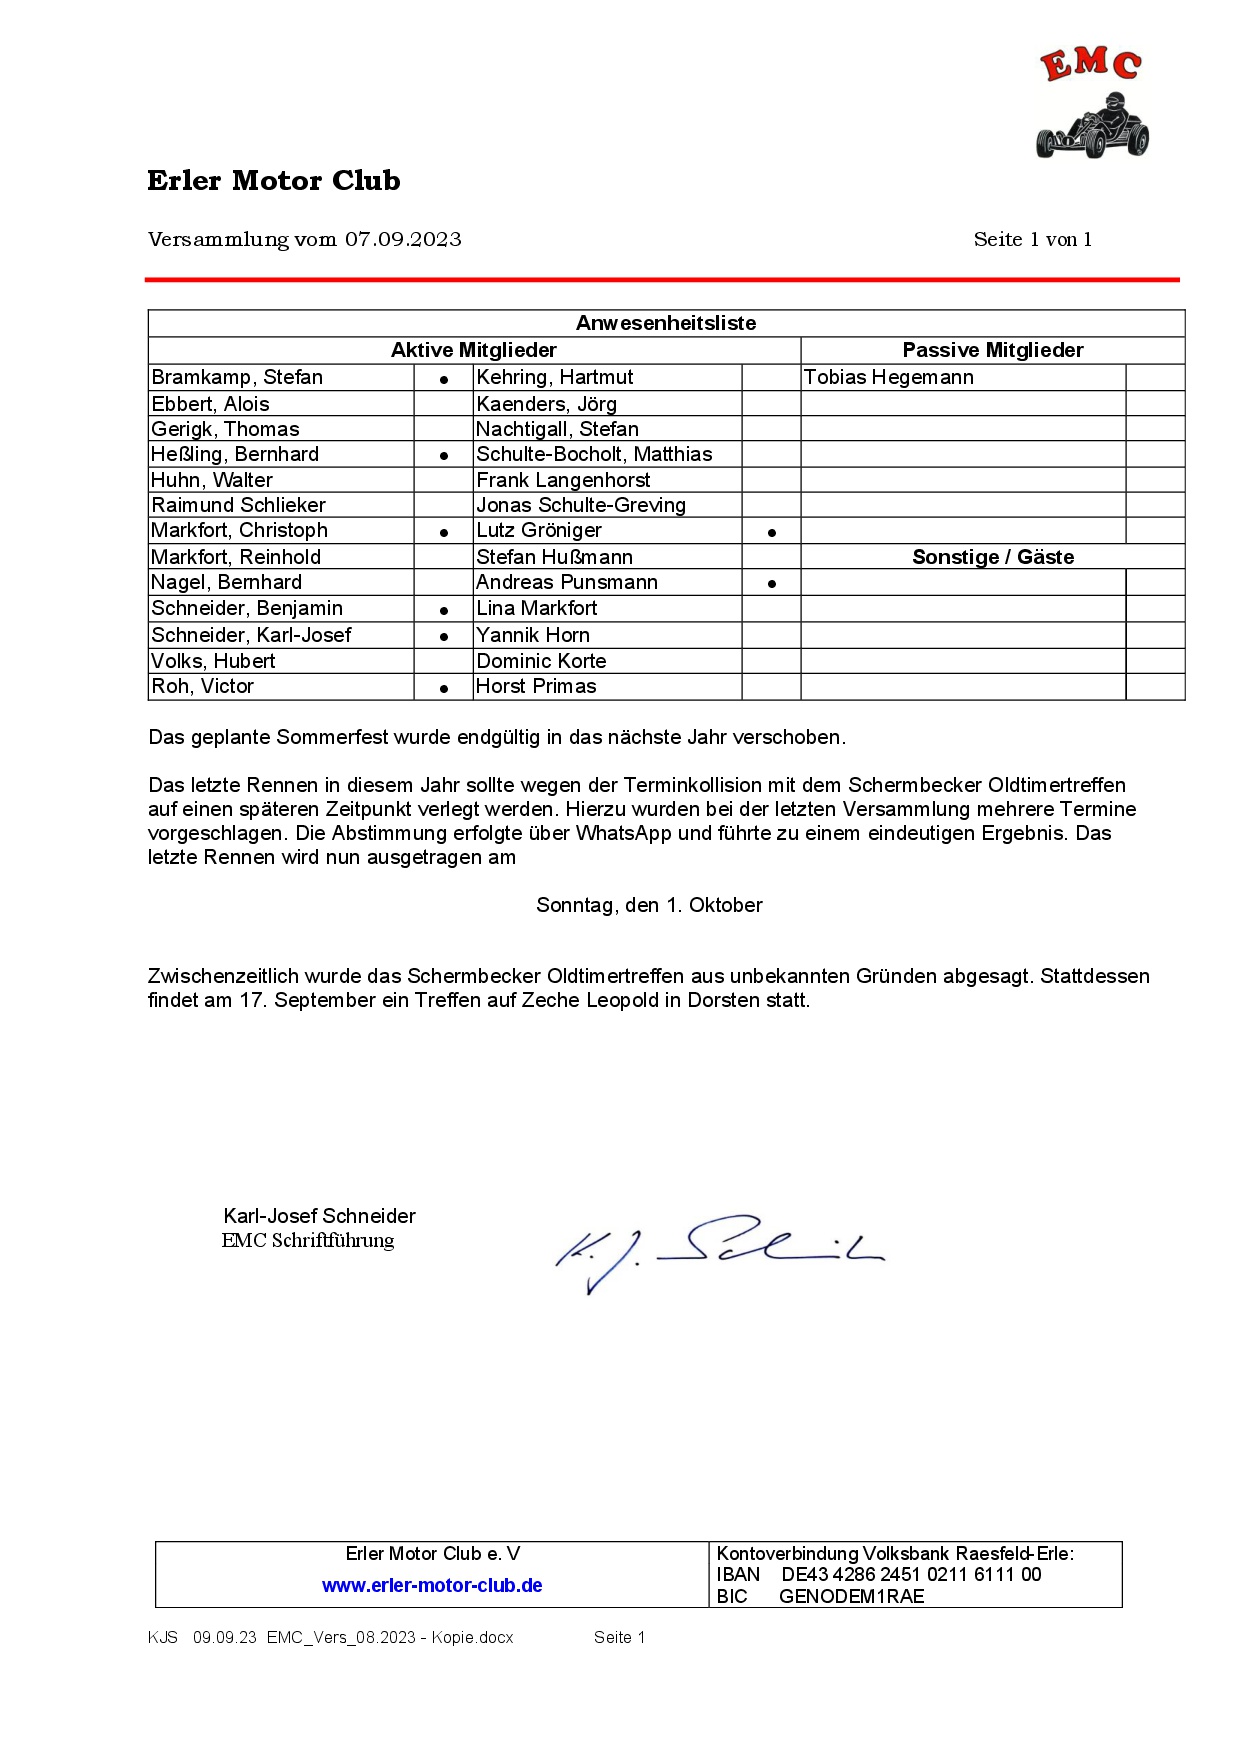 EMC
Erler Motor Club
Versammlung vom 07.09.2023 Seite 1 von 1
Anwesenheitsliste
Aktive Mitglieder Passive Mitglieder
Bramkamp, Stefan ● Kehring, Hartmut Tobias Hegemann
Ebbert, Alois Kaenders, Jörg
Gerigk, Thomas Nachtigall, Stefan
Heßling, Bernhard ● Schulte-Bocholt, Matthias
Huhn, Walter Frank Langenhorst
Raimund Schlieker Jonas Schulte-Greving
Markfort, Christoph ● Lutz Gröniger ●
Markfort, Reinhold Stefan Hußmann Sonstige / Gäste
Nagel, Bernhard Andreas Punsmann ●
Schneider, Benjamin ● Lina Markfort
Schneider, Karl-Josef ● Yannik Horn
Volks, Hubert Dominic Korte
Roh, Victor ● Horst Primas
Das geplante Sommerfest wurde endgültig in das nächste Jahr verschoben.
Das letzte Rennen in diesem Jahr sollte wegen der Terminkollision mit dem Schermbecker Oldtimertreffen
auf einen späteren Zeitpunkt verlegt werden. Hierzu wurden bei der letzten Versammlung mehrere Termine
vorgeschlagen. Die Abstimmung erfolgte über WhatsApp und führte zu einem eindeutigen Ergebnis. Das
letzte Rennen wird nun ausgetragen am
Sonntag, den 1. Oktober
Zwischenzeitlich wurde das Schermbecker Oldtimertreffen aus unbekannten Gründen abgesagt. Stattdessen
findet am 17. September ein Treffen auf Zeche Leopold in Dorsten statt.
Karl-Josef Schneider
EMC Schriftführung
K. J. Schneider
Erler Motor Club e. V
www.erler-motor-club.de
Kontoverbindung Volksbank Raesfeld-Erle:
IBAN DE43 4286 2451 0211 6111 00
BIC GENODEM1RAE
KJS 09.09.23 EMC_Vers_08.2023 - Kopie.docx Seite 1